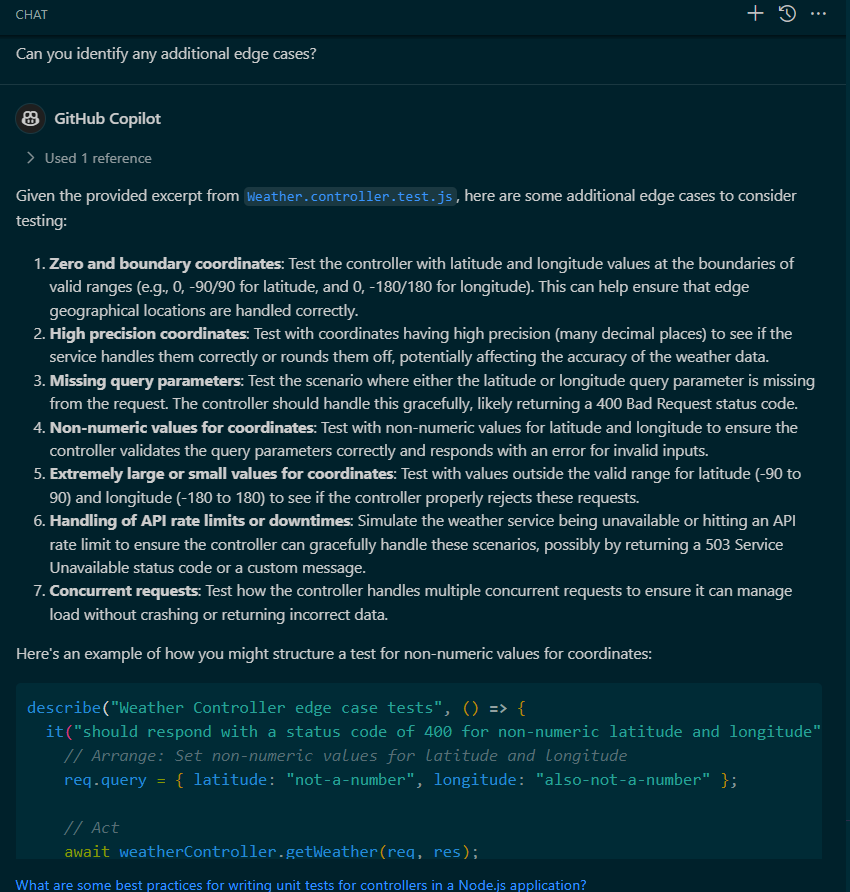 CHAT
Can you identify any additional edge cases?
GitHub Copilot
Used 1 reference
Given the provided excerpt from Weather.controller.test.js, here are some additional edge cases to consider
testing:
1. Zero and boundary coordinates: Test the controller with latitude and longitude values at the boundaries of
valid ranges (e.g., 0, -90/90 for latitude, and 0, -180/180 for longitude). This can help ensure that edge
geographical locations are handled correctly.
2. High precision coordinates: Test with coordinates having high precision (many decimal places) to see if the
service handles them correctly or rounds them off, potentially affecting the accuracy of the weather data.
3. Missing query parameters: Test the scenario where either the latitude or longitude query parameter is missing
from the request. The controller should handle this gracefully, likely returning a 400 Bad Request status code.
4. Non-numeric values for coordinates: Test with non-numeric values for latitude and longitude to ensure the
controller validates the query parameters correctly and responds with an error for invalid inputs.
5. Extremely large or small values for coordinates: Test with values outside the valid range for latitude (-90 to
90) and longitude (-180 to 180) to see if the controller properly rejects these requests.
6. Handling of API rate limits or downtimes: Simulate the weather service being unavailable or hitting an API
rate limit to ensure the controller can gracefully handle these scenarios, possibly by returning a 503 Service
Unavailable status code or a custom message.
7. Concurrent requests: Test how the controller handles multiple concurrent requests to ensure it can manage
load without crashing or returning incorrect data.
Here's an example of how you might structure a test for non-numeric values for coordinates:
describe("Weather Controller edge case tests", () => {
it("should respond with a status code of 400 for non-numeric latitude and longitude"
// Arrange: Set non-numeric values for latitude and longitude
req.query = { latitude: "not-a-number", longitude: "also-not-a-number" };
// Act
await weatherController.getWeather(req, res);
What are some best practices for writing unit tests for controllers in a Node.js application?